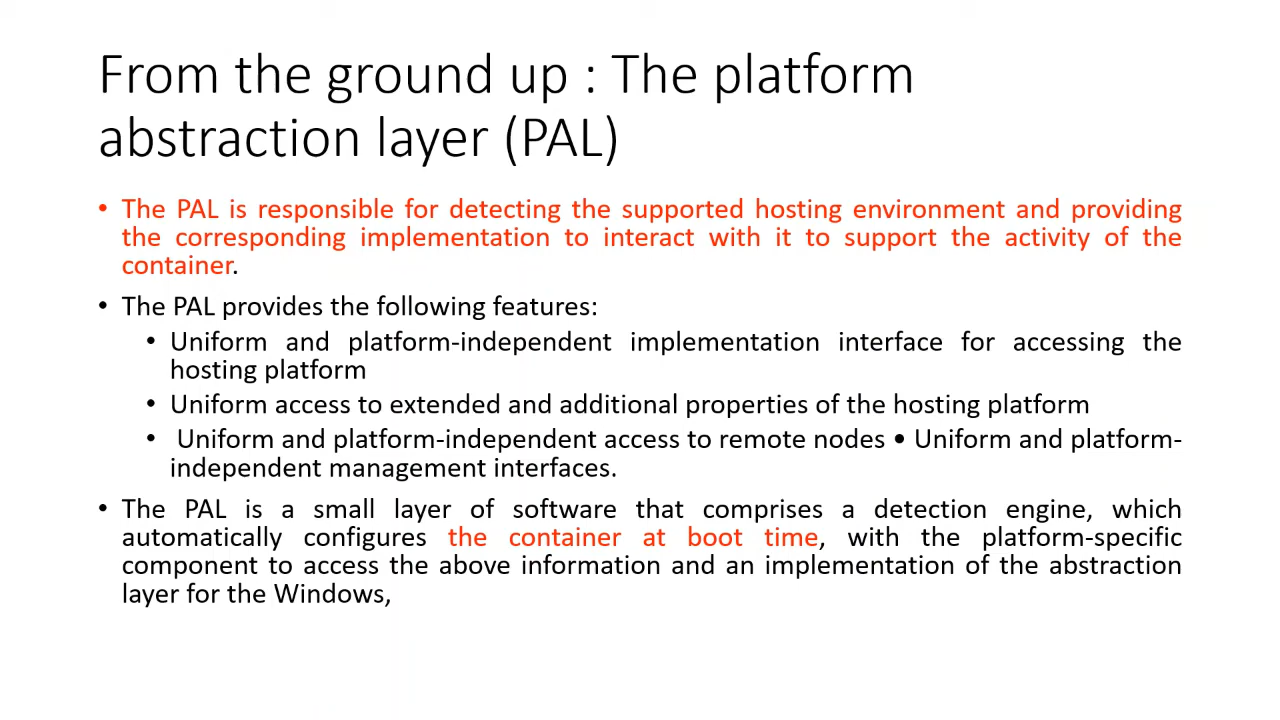 From the ground up : The platform
abstraction layer (PAL)
• The PAL is responsible for detecting the supported hosting environment and providing
the corresponding implementation to interact with it to support the activity of the
container.
• The PAL provides the following features:
• Uniform and platform-independent implementation interface for accessing the
hosting platform
• Uniform access to extended and additional properties of the hosting platform
• Uniform and platform-independent access to remote nodes • Uniform and platform-
independent management interfaces.
• The PAL is a small layer of software that comprises a detection engine, which
automatically configures the container at boot time, with the platform-specific
component to access the above information and an implementation of the abstraction
layer for the Windows,